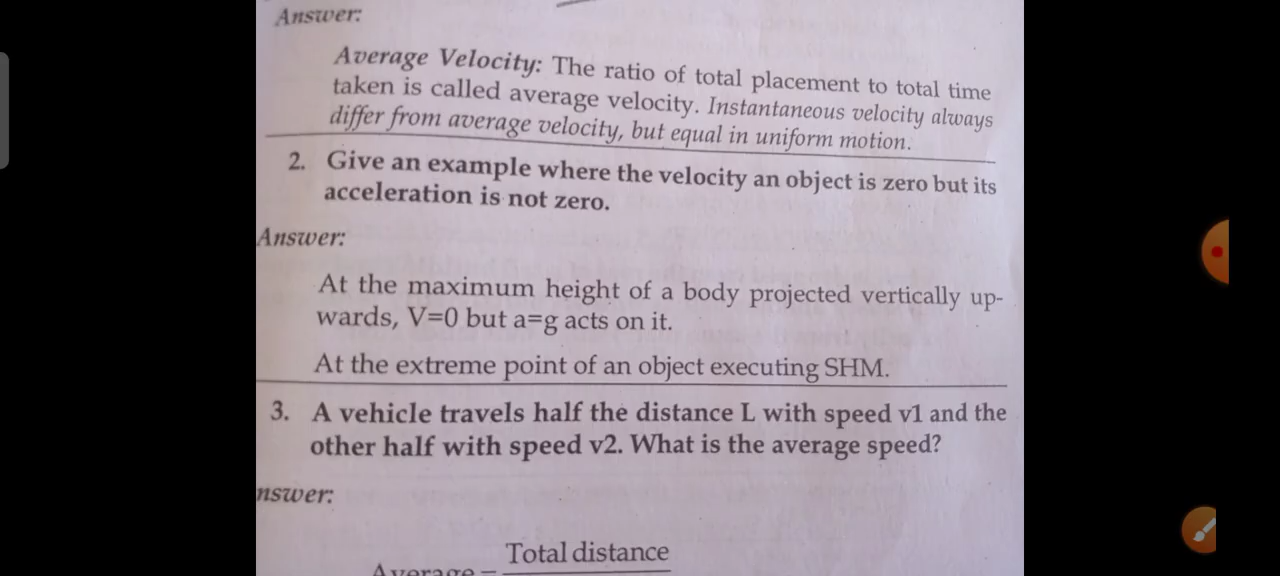 Answer:
Average Velocity: The ratio of total placement to total time
taken is called average velocity. Instantaneous velocity always
differ from average velocity, but equal in uniform motion.
2. Give an example where the velocity an object is zero but its
acceleration is not zero.
Answer:
At the maximum height of a body projected vertically up-
wards, V=0 but a=g acts on it.
At the extreme point of an object executing SHM.
3. A vehicle travels half the distance L with speed v1 and the
other half with speed v2. What is the average speed?
nswer:
Total distance
Average =